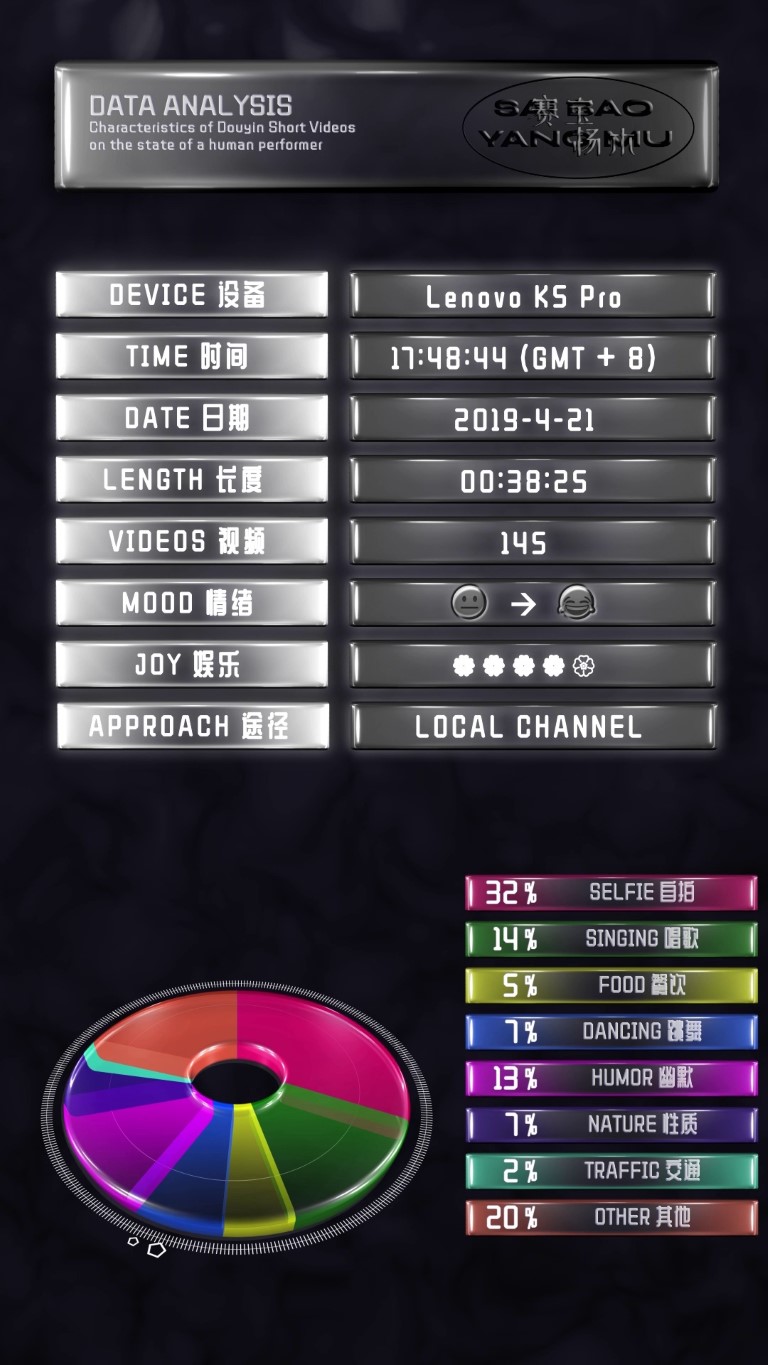 DATA ANALYSIS
Characteristics of Douyin Short Videos
on the state of a human performer
赛宝
SABAO
YANGMU
杨木
DEVICE 设备
Lenovo K5 Pro
TIME 时间
17:48:44 (GMT + 8)
DATE 日期
2019-4-21
LENGTH 长度
00:38:25
VIDEOS 视频
145
MOOD 情绪
→
JOY 娱乐
APPROACH 途径
LOCAL CHANNEL
32% SELFIE 自拍
14% SINGING 唱歌
5% FOOD 餐饮
7% DANCING 跳舞
13% HUMOR 幽默
7% NATURE 性质
2% TRAFFIC 交通
20% OTHER 其他